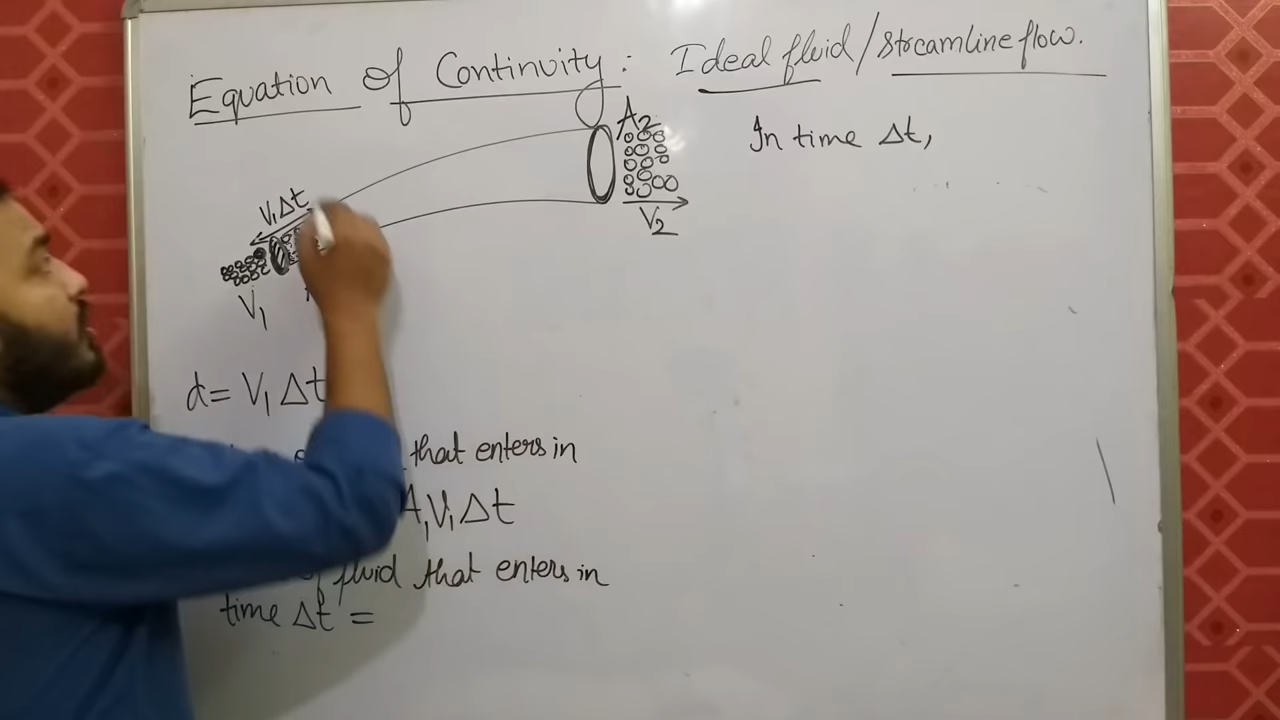 Equation of Continuity : Ideal fluid / streamline flow.
A2
In time Δt,
V1Δt
V2
V1
d = V1 Δt
that enters in
A1V1Δt
of fluid that enters in
time Δt =